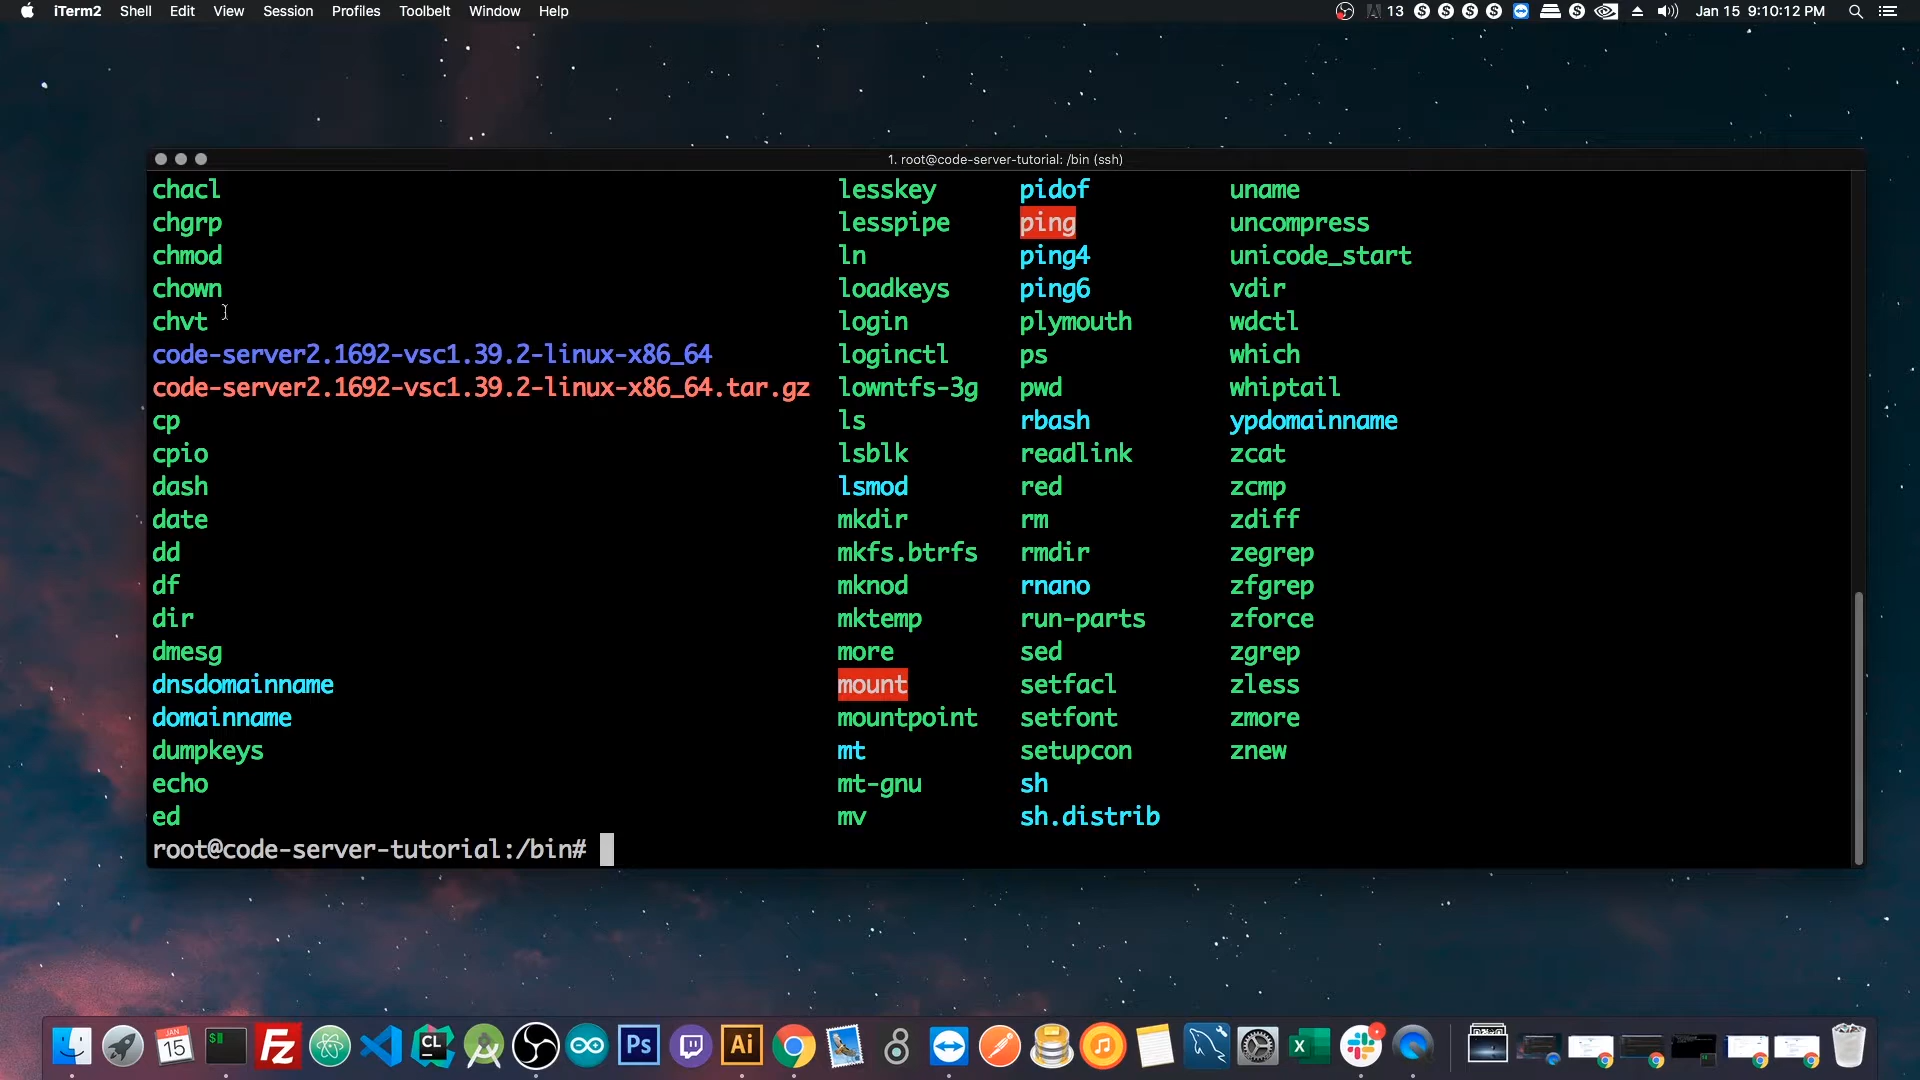 iTerm2 Shell Edit View Session Profiles Toolbelt Window Help 13 Jan 15 9:10:12 PM
1. root@code-server-tutorial: /bin (ssh)
chacl lesskey pidof uname
chgrp lesspipe ping uncompress
chmod ln ping4 unicode_start
chown loadkeys ping6 vdir
chvt login plymouth wdctl
code-server2.1692-vsc1.39.2-linux-x86_64 loginctl ps which
code-server2.1692-vsc1.39.2-linux-x86_64.tar.gz lowntfs-3g pwd whiptail
cp ls rbash ypdomainname
cpio lsblk readlink zcat
dash lsmod red zcmp
date mkdir rm zdiff
dd mkfs.btrfs rmdir zegrep
df mknod rnano zfgrep
dir mktemp run-parts zforce
dmesg more sed zgrep
dnsdomainname mount setfacl zless
domainname mountpoint setfont zmore
dumpkeys mt setupcon znew
echo mt-gnu sh
ed mv sh.distrib
root@code-server-tutorial:/bin#
JAN
15 $ Fz CL Ps Ai X